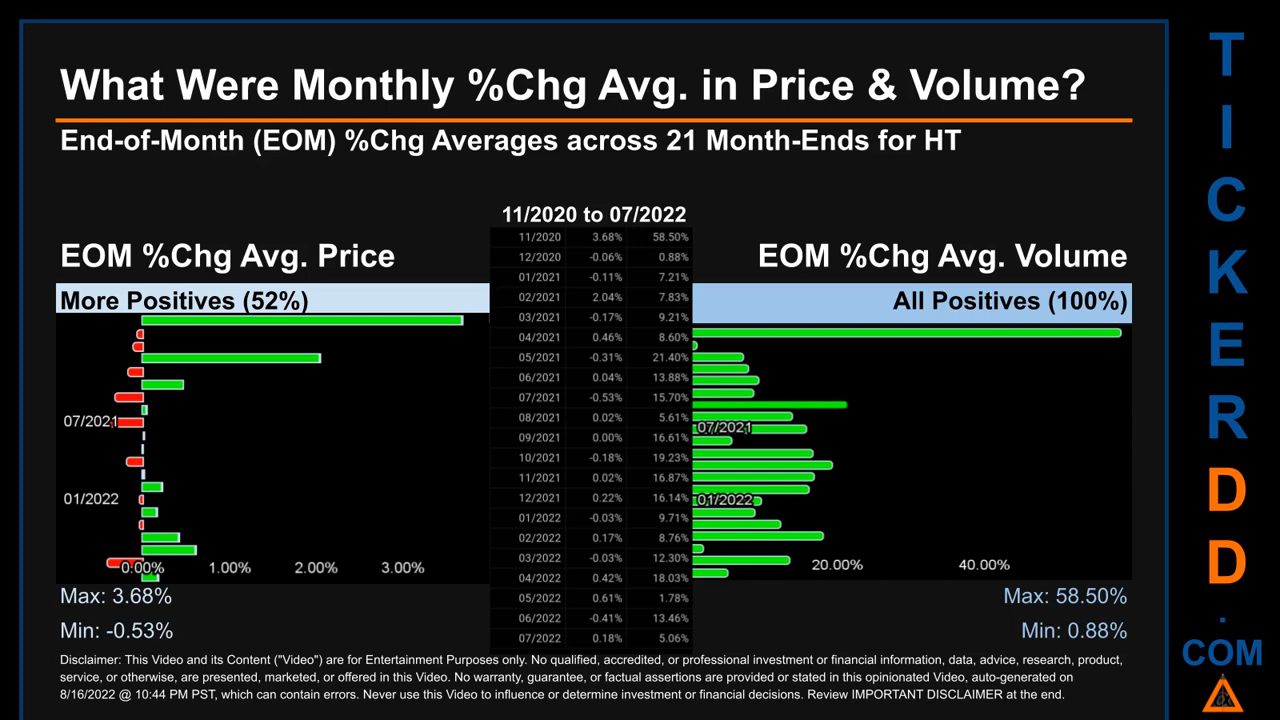 What Were Monthly %Chg Avg. in Price & Volume?
End-of-Month (EOM) %Chg Averages across 21 Month-Ends for HT
11/2020 to 07/2022
EOM %Chg Avg. Price
EOM %Chg Avg. Volume
More Positives (52%)
All Positives (100%)
11/2020 3.68% 58.50%
12/2020 -0.06% 0.88%
01/2021 -0.11% 7.21%
02/2021 2.04% 7.83%
03/2021 -0.17% 9.21%
04/2021 0.46% 8.60%
05/2021 -0.31% 21.40%
06/2021 0.04% 13.88%
07/2021 -0.53% 15.70%
08/2021 0.02% 5.61%
09/2021 0.00% 16.61%
10/2021 -0.18% 19.23%
11/2021 0.02% 16.87%
12/2021 0.22% 16.14%
01/2022 -0.03% 9.71%
02/2022 0.17% 8.76%
03/2022 -0.03% 12.30%
04/2022 0.42% 18.03%
05/2022 0.61% 1.78%
06/2022 -0.41% 13.46%
07/2022 0.18% 5.06%
07/2021
01/2022
0.00% 1.00% 2.00% 3.00%
07/2021
01/2022
20.00% 40.00%
Max: 3.68%
Min: -0.53%
Max: 58.50%
Min: 0.88%
Disclaimer: This Video and its Content ("Video") are for Entertainment Purposes only. No qualified, accredited, or professional investment or financial information, data, advice, research, product,
service, or otherwise, are presented, marketed, or offered in this Video. No warranty, guarantee, or factual assertions are provided or stated in this opinionated Video, auto-generated on
8/16/2022 @ 10:44 PM PST, which can contain errors. Never use this Video to influence or determine investment or financial decisions. Review IMPORTANT DISCLAIMER at the end.
T
I
C
K
E
R
D
D
.
COM